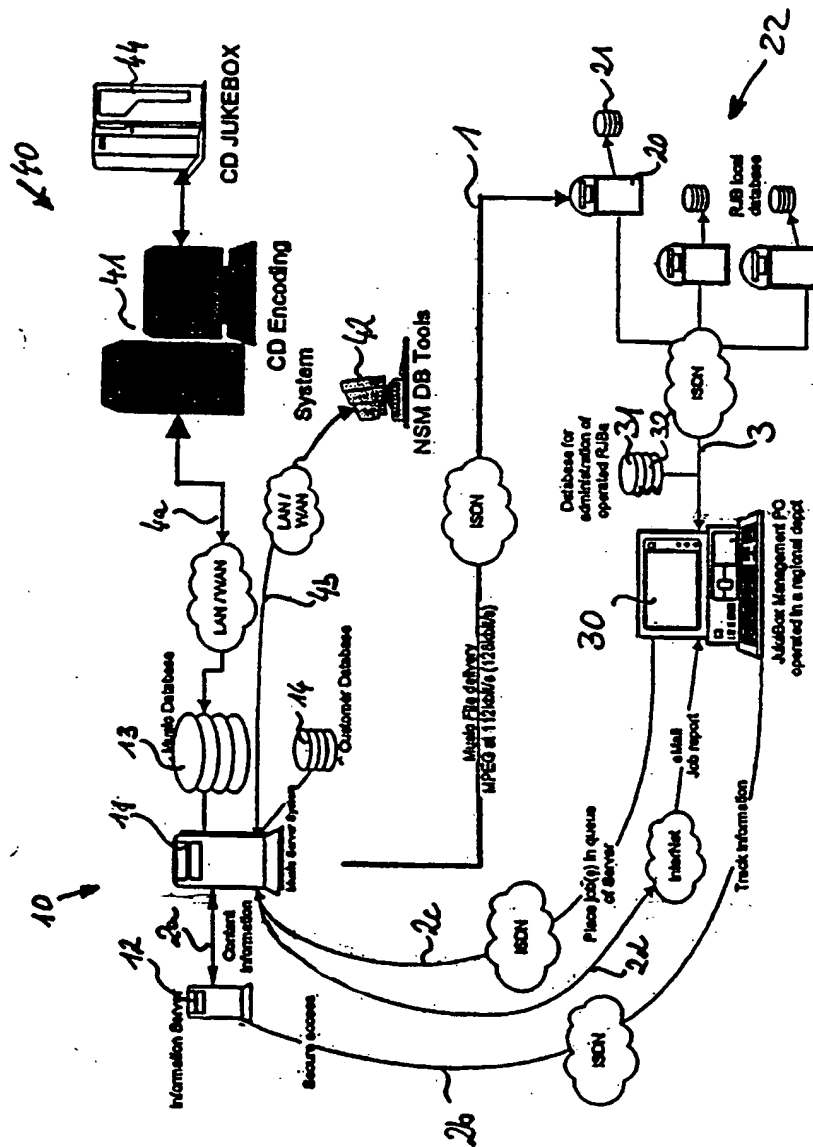 40
44
CD JUKEBOX
41
CD Encoding
System
4a
LAN / WAN
42
NSM DB Tools
LAN /
WAN
4b
13
Music Database
14
Customer Database
10
11
Music Server System
2a
Content
Information
12
Information Server
Secure access
1
ISDN
Music File delivery
MPEG at 112kbit/s (128kbit/s)
21
20
22
RJB local
database
ISDN
3
31
32
Database for
administration of
operated RJBs
30
JukeBox Management PC
operated in a regional depot
2c
ISDN
Place job(s) in queue
of Server
2d
InterNet
eMail
Job report
2b
ISDN
Track information